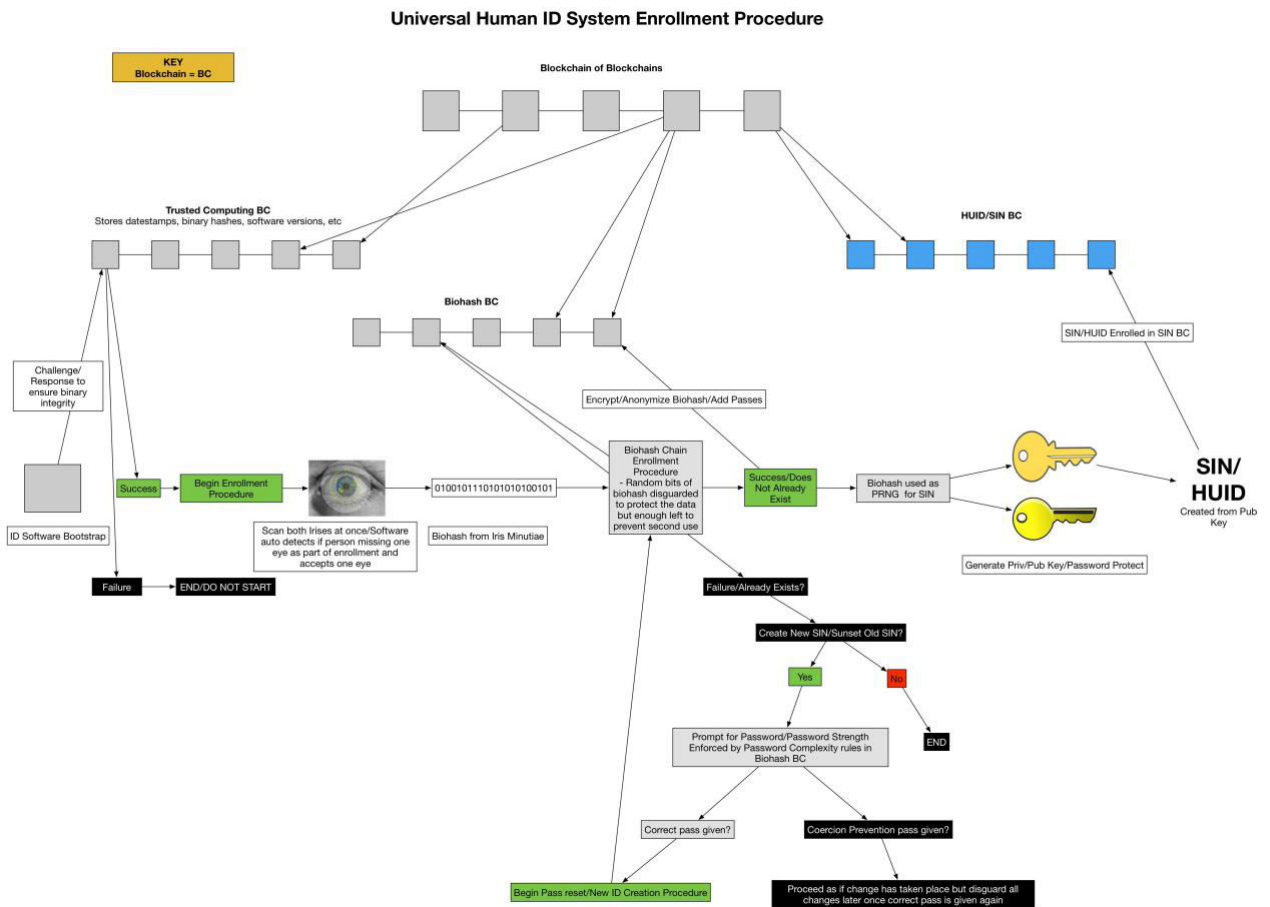 Universal Human ID System Enrollment Procedure
KEY
Blockchain = BC
Blockchain of Blockchains
Trusted Computing BC
Stores datestamps, binary hashes, software versions, etc
HUID/SIN BC
Biohash BC
SIN/HUID Enrolled in SIN BC
Challenge/
Response to
ensure binary
integrity
Encrypt/Anonymize Biohash/Add Passes
Biohash Chain
Enrollment
Procedure
- Random bits of
biohash disguarded
to protect the data
but enough left to
prevent second use
Success
Begin Enrollment
Procedure
010010111010101010100101
Success/Does
Not Already
Exist
Biohash used as
PRNG for SIN
SIN/
HUID
Created from Pub
Key
ID Software Bootstrap
Scan both Irises at once/Software
auto detects if person missing one
eye as part of enrollment and
accepts one eye
Biohash from Iris Minutiae
Generate Priv/Pub Key/Password Protect
Failure
END/DO NOT START
Failure/Already Exists?
Create New SIN/Sunset Old SIN?
Yes
No
Prompt for Password/Password Strength
Enforced by Password Complexity rules in
Biohash BC
END
Correct pass given?
Coercion Prevention pass given?
Begin Pass reset/New ID Creation Procedure
Proceed as if change has taken place but disguard all
changes later once correct pass is given again